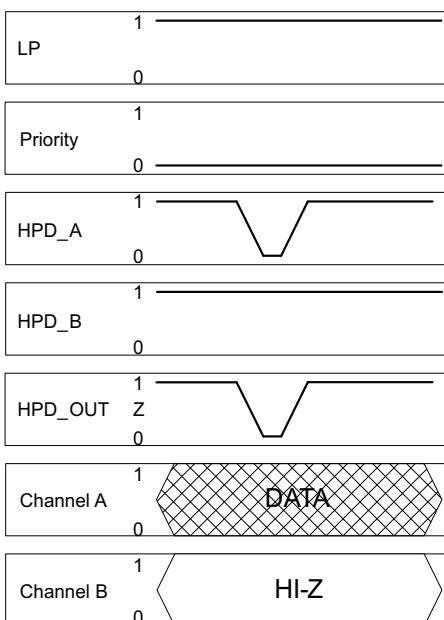 1
LP
0
1
Priority
0
1
HPD_A
0
1
HPD_B
0
1
HPD_OUT Z
0
1
Channel A DATA
0
1
Channel B HI-Z
0